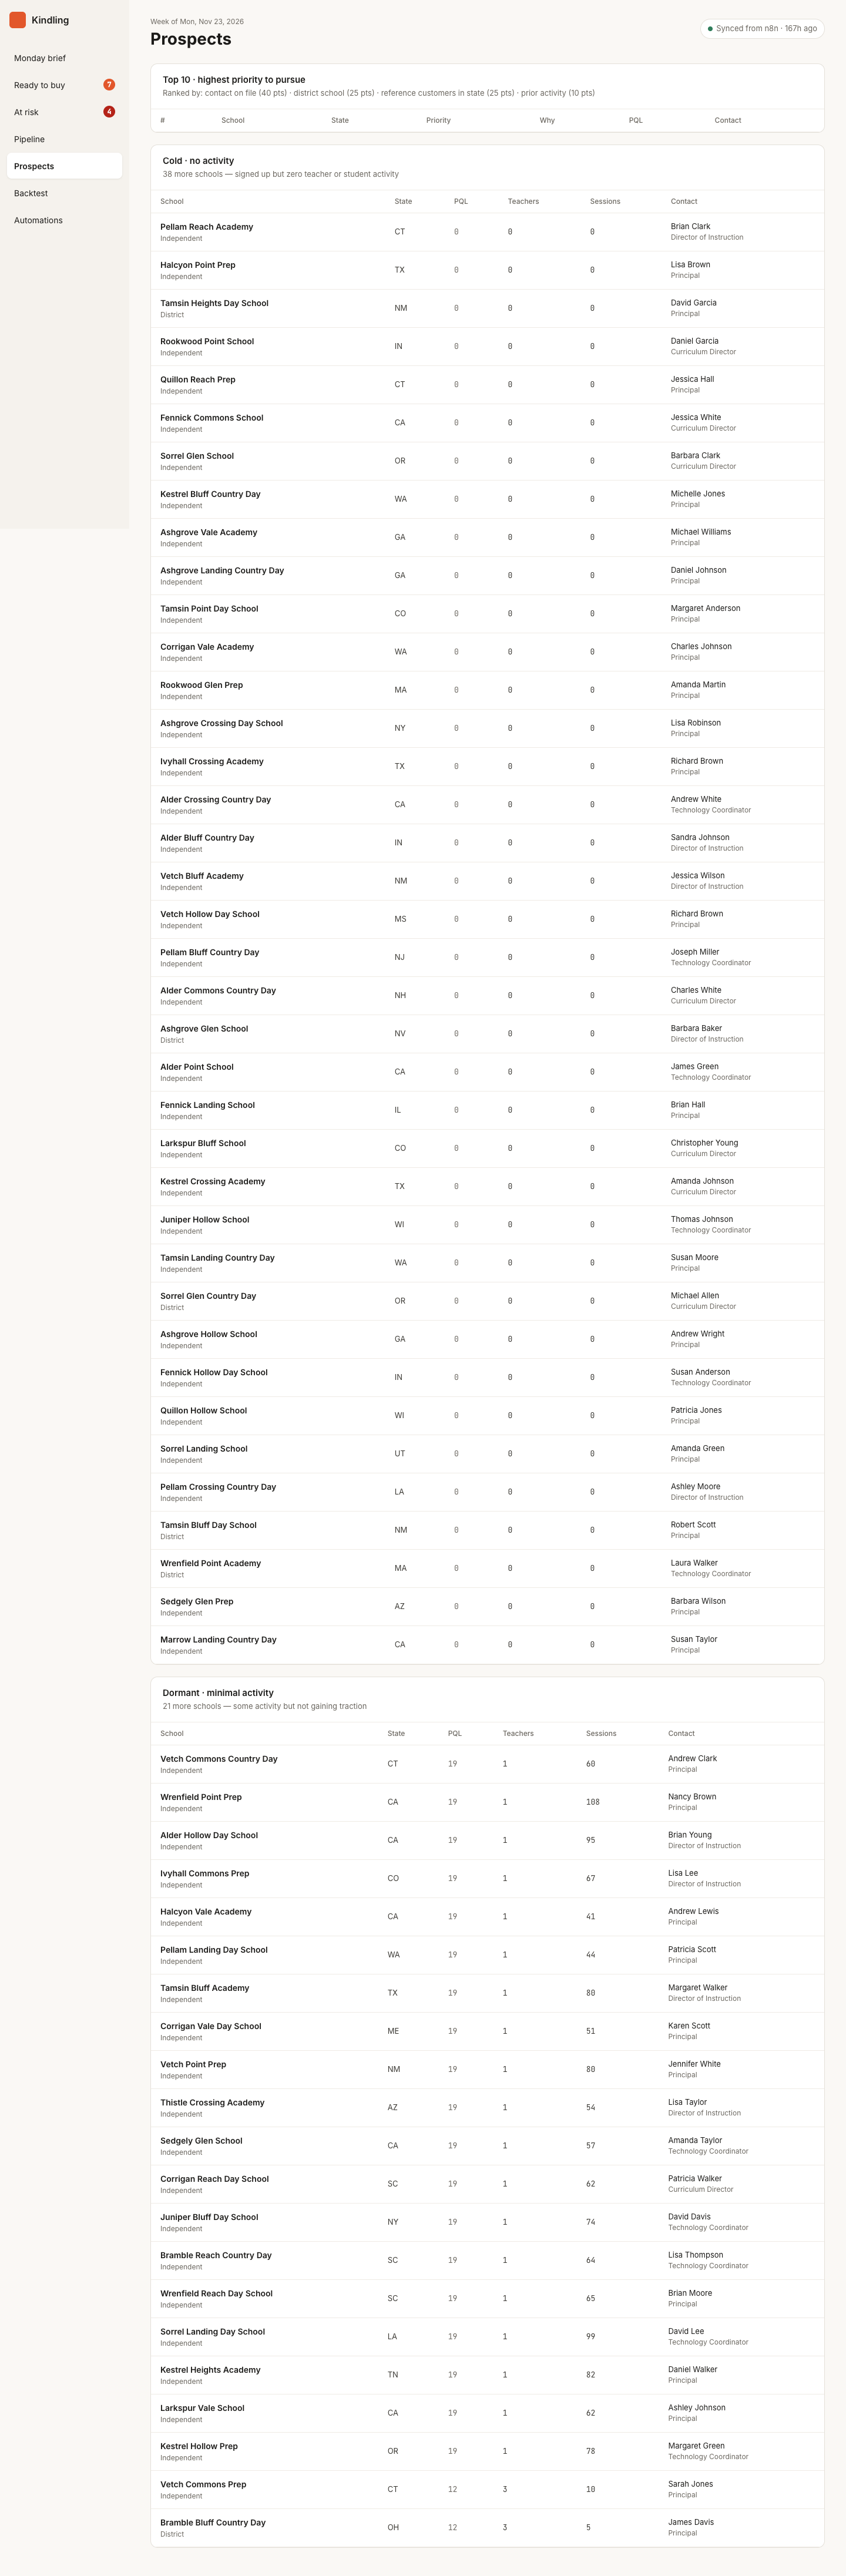 Kindling
Monday brief
Ready to buy 7
At risk 4
Pipeline
Prospects
Backtest
Automations
Week of Mon, Nov 23, 2026
Prospects
Synced from n8n · 167h ago
Top 10 · highest priority to pursue
Ranked by: contact on file (40 pts) · district school (25 pts) · reference customers in state (25 pts) · prior activity (10 pts)
# School State Priority Why PQL Contact
Cold · no activity
38 more schools — signed up but zero teacher or student activity
School State PQL Teachers Sessions Contact
Pellam Reach Academy CT 0 0 0 Brian Clark
Independent Director of Instruction
Halcyon Point Prep TX 0 0 0 Lisa Brown
Independent Principal
Tamsin Heights Day School NM 0 0 0 David Garcia
District Principal
Rookwood Point School IN 0 0 0 Daniel Garcia
Independent Curriculum Director
Quillon Reach Prep CT 0 0 0 Jessica Hall
Independent Principal
Fennick Commons School CA 0 0 0 Jessica White
Independent Curriculum Director
Sorrel Glen School OR 0 0 0 Barbara Clark
Independent Curriculum Director
Kestrel Bluff Country Day WA 0 0 0 Michelle Jones
Independent Principal
Ashgrove Vale Academy GA 0 0 0 Michael Williams
Independent Principal
Ashgrove Landing Country Day GA 0 0 0 Daniel Johnson
Independent Principal
Tamsin Point Day School CO 0 0 0 Margaret Anderson
Independent Principal
Corrigan Vale Academy WA 0 0 0 Charles Johnson
Independent Principal
Rookwood Glen Prep MA 0 0 0 Amanda Martin
Independent Principal
Ashgrove Crossing Day School NY 0 0 0 Lisa Robinson
Independent Principal
Ivyhall Crossing Academy TX 0 0 0 Richard Brown
Independent Principal
Alder Crossing Country Day CA 0 0 0 Andrew White
Independent Technology Coordinator
Alder Bluff Country Day IN 0 0 0 Sandra Johnson
Independent Director of Instruction
Vetch Bluff Academy NM 0 0 0 Jessica Wilson
Independent Director of Instruction
Vetch Hollow Day School MS 0 0 0 Richard Brown
Independent Principal
Pellam Bluff Country Day NJ 0 0 0 Joseph Miller
Independent Technology Coordinator
Alder Commons Country Day NH 0 0 0 Charles White
Independent Curriculum Director
Ashgrove Glen School NV 0 0 0 Barbara Baker
District Director of Instruction
Alder Point School CA 0 0 0 James Green
Independent Technology Coordinator
Fennick Landing School IL 0 0 0 Brian Hall
Independent Principal
Larkspur Bluff School CO 0 0 0 Christopher Young
Independent Curriculum Director
Kestrel Crossing Academy TX 0 0 0 Amanda Johnson
Independent Curriculum Director
Juniper Hollow School WI 0 0 0 Thomas Johnson
Independent Technology Coordinator
Tamsin Landing Country Day WA 0 0 0 Susan Moore
Independent Principal
Sorrel Glen Country Day OR 0 0 0 Michael Allen
District Curriculum Director
Ashgrove Hollow School GA 0 0 0 Andrew Wright
Independent Principal
Fennick Hollow Day School IN 0 0 0 Susan Anderson
Independent Technology Coordinator
Quillon Hollow School WI 0 0 0 Patricia Jones
Independent Principal
Sorrel Landing School UT 0 0 0 Amanda Green
Independent Principal
Pellam Crossing Country Day LA 0 0 0 Ashley Moore
Independent Director of Instruction
Tamsin Bluff Day School NM 0 0 0 Robert Scott
District Principal
Wrenfield Point Academy MA 0 0 0 Laura Walker
District Technology Coordinator
Sedgely Glen Prep AZ 0 0 0 Barbara Wilson
Independent Principal
Marrow Landing Country Day CA 0 0 0 Susan Taylor
Independent Principal
Dormant · minimal activity
21 more schools — some activity but not gaining traction
School State PQL Teachers Sessions Contact
Vetch Commons Country Day CT 19 1 60 Andrew Clark
Independent Principal
Wrenfield Point Prep CA 19 1 108 Nancy Brown
Independent Principal
Alder Hollow Day School CA 19 1 95 Brian Young
Independent Director of Instruction
Ivyhall Commons Prep CO 19 1 67 Lisa Lee
Independent Director of Instruction
Halcyon Vale Academy CA 19 1 41 Andrew Lewis
Independent Principal
Pellam Landing Day School WA 19 1 44 Patricia Scott
Independent Principal
Tamsin Bluff Academy TX 19 1 80 Margaret Walker
Independent Director of Instruction
Corrigan Vale Day School ME 19 1 51 Karen Scott
Independent Principal
Vetch Point Prep NM 19 1 80 Jennifer White
Independent Principal
Thistle Crossing Academy AZ 19 1 54 Lisa Taylor
Independent Director of Instruction
Sedgely Glen School CA 19 1 57 Amanda Taylor
Independent Technology Coordinator
Corrigan Reach Day School SC 19 1 62 Patricia Walker
Independent Curriculum Director
Juniper Bluff Day School NY 19 1 74 David Davis
Independent Technology Coordinator
Bramble Reach Country Day SC 19 1 64 Lisa Thompson
Independent Technology Coordinator
Wrenfield Reach Day School SC 19 1 65 Brian Moore
Independent Principal
Sorrel Landing Day School LA 19 1 99 David Lee
Independent Technology Coordinator
Kestrel Heights Academy TN 19 1 82 Daniel Walker
Independent Principal
Larkspur Vale School CA 19 1 62 Ashley Johnson
Independent Principal
Kestrel Hollow Prep OR 19 1 78 Margaret Green
Independent Technology Coordinator
Vetch Commons Prep CT 12 3 10 Sarah Jones
Independent Principal
Bramble Bluff Country Day OH 12 3 5 James Davis
District Principal